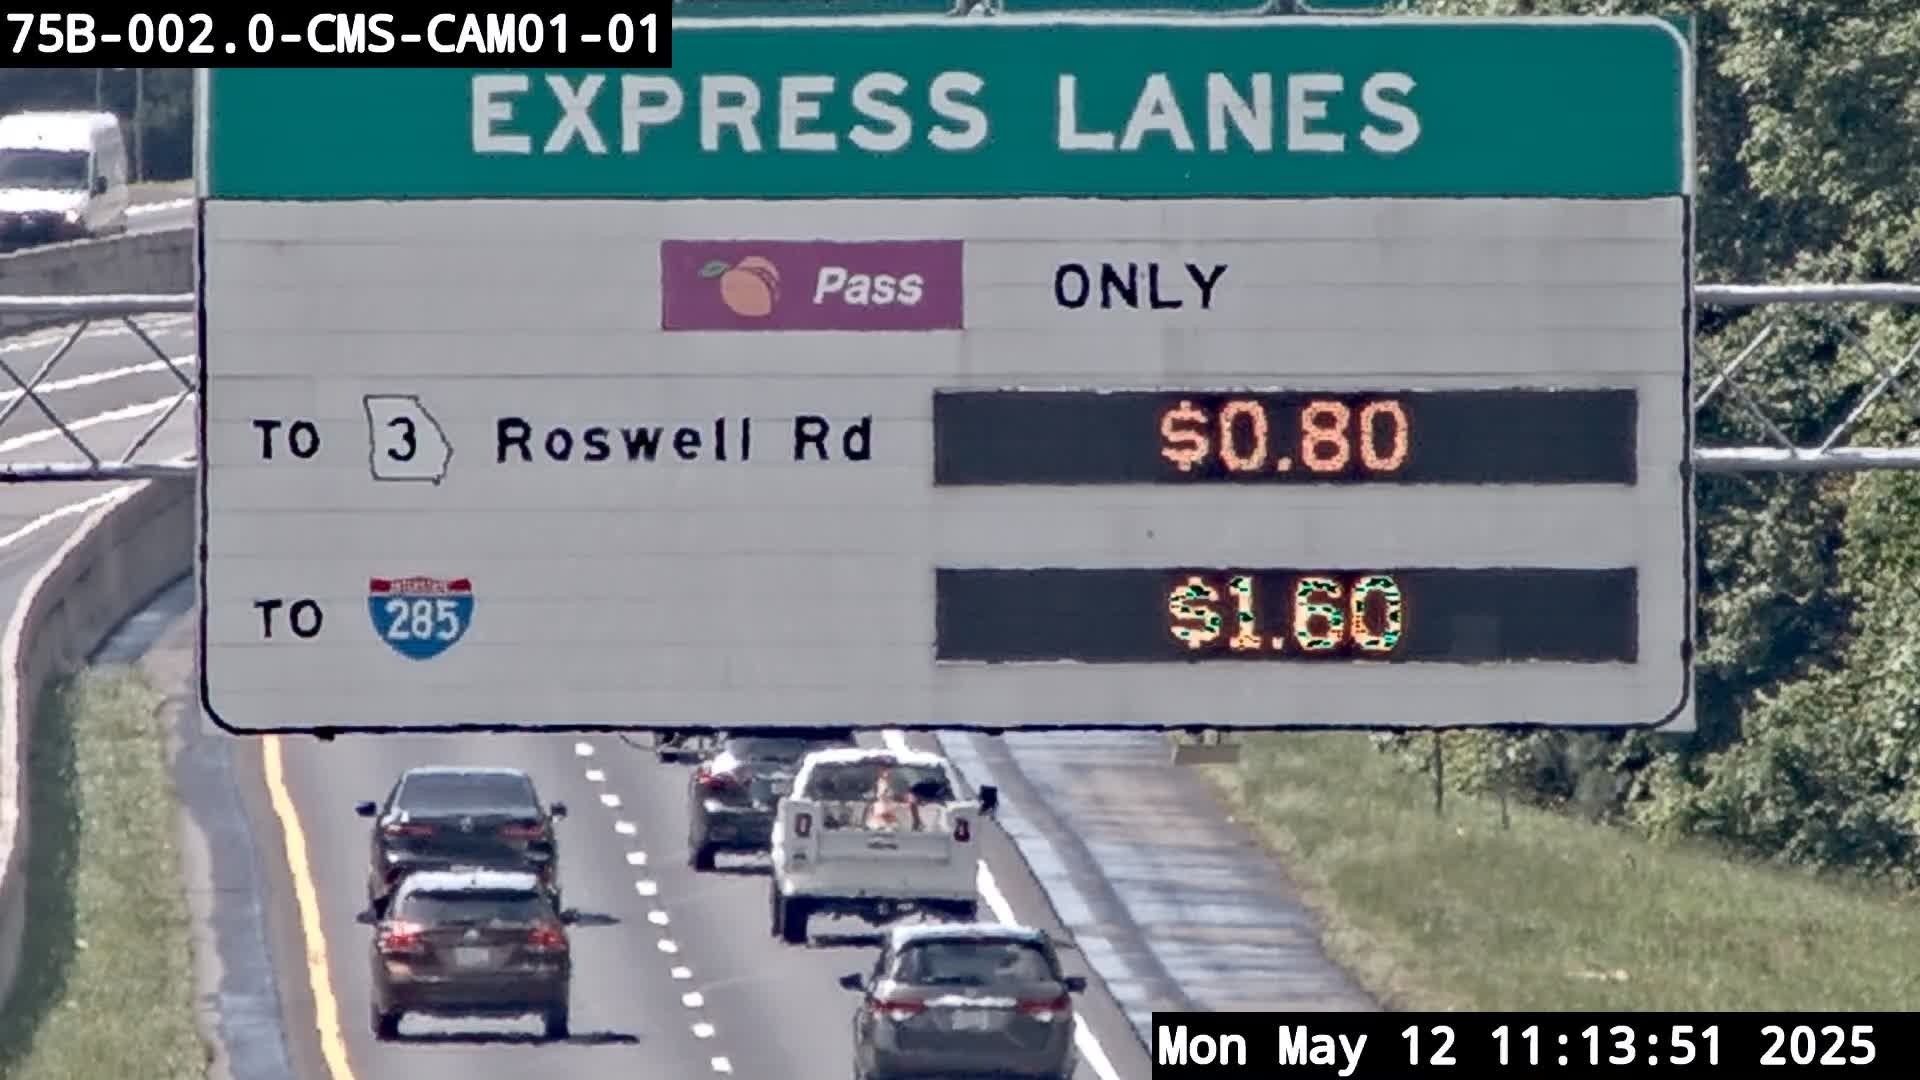 75B-002.0-CMS-CAM01-01
EXPRESS LANES
Pass ONLY
TO 3 Roswell Rd $0.80
TO INTERSTATE 285 $1.60
Mon May 12 11:13:51 2025